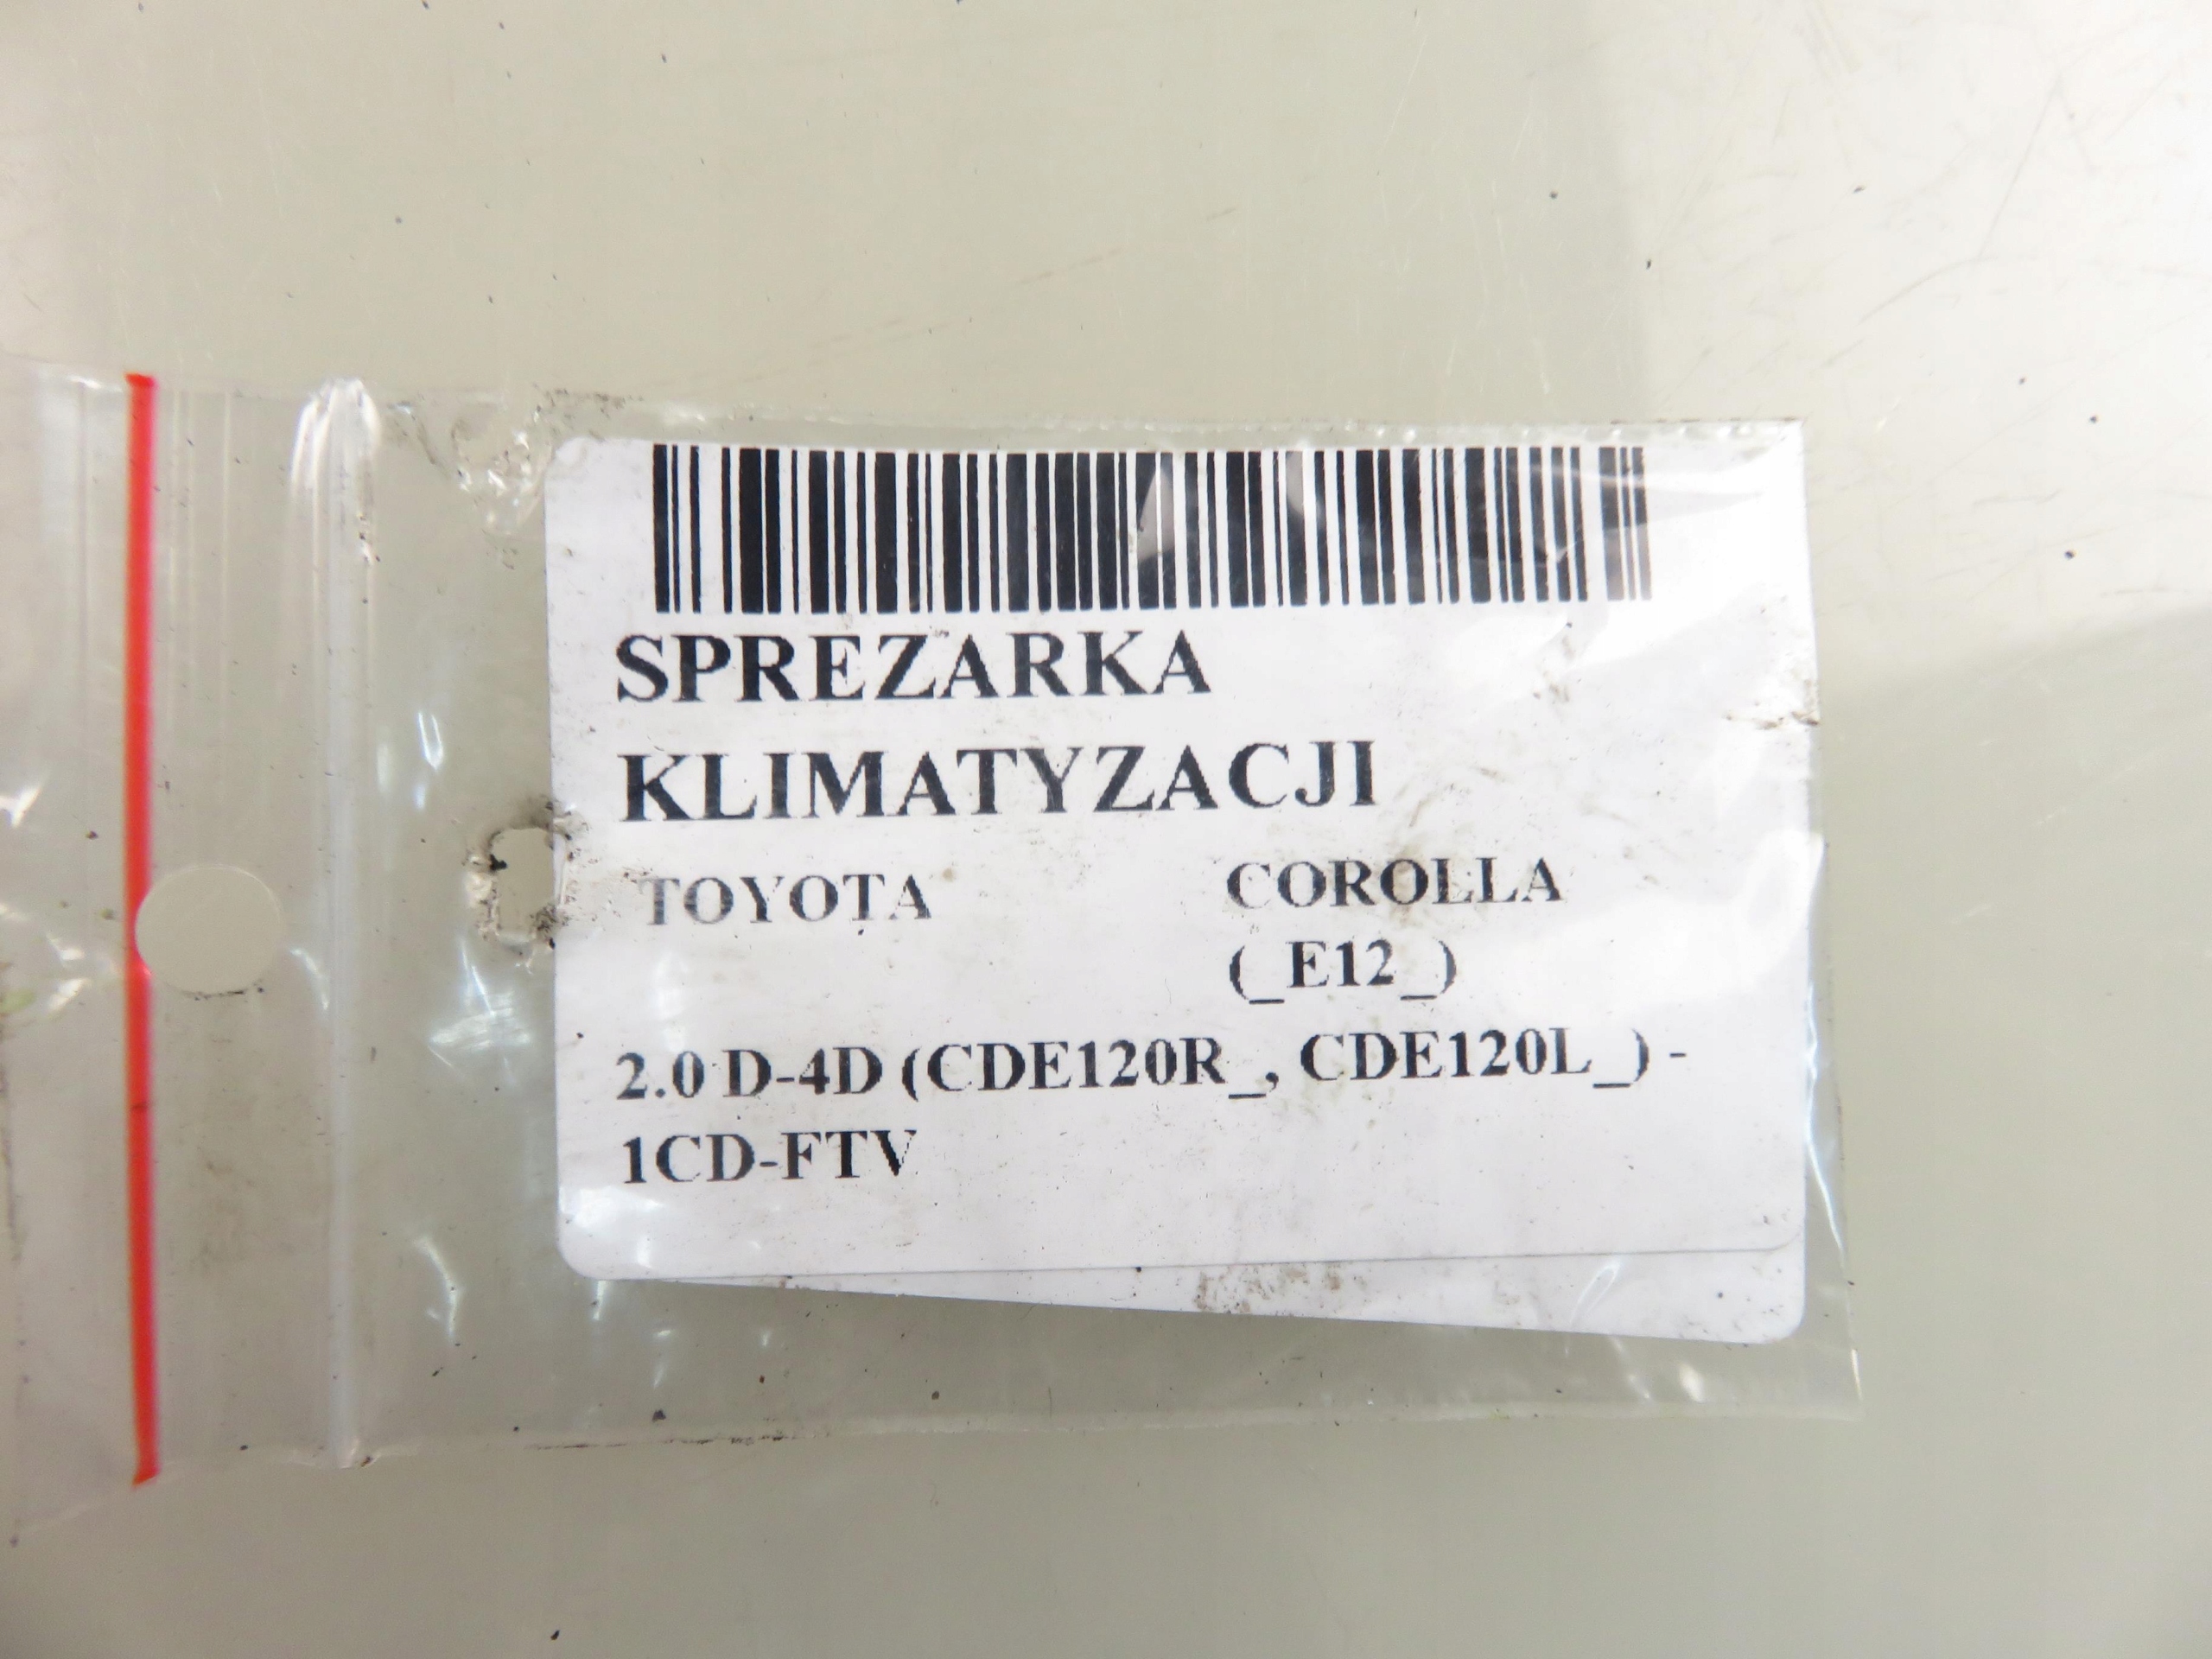 SPREZARKA
KLIMATYZACJI
TOYOTA COROLLA
(_E12_)
2.0 D-4D (CDE120R_, CDE120L_) -
1CD-FTV